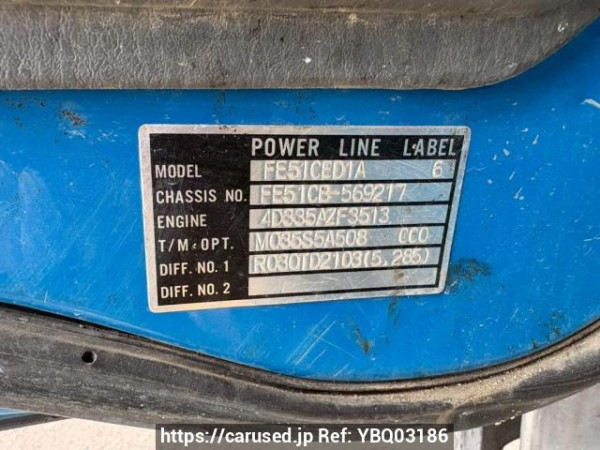 POWER LINE LABEL
MODEL FE51CED1A 6
CHASSIS NO. FE51CB-569217
ENGINE 4D335AZF3513
T/M·OPT. M035S5A508 CCO
DIFF. NO. 1 R030TD2103(5.285)
DIFF. NO. 2
https://carused.jp Ref: YBQ03186